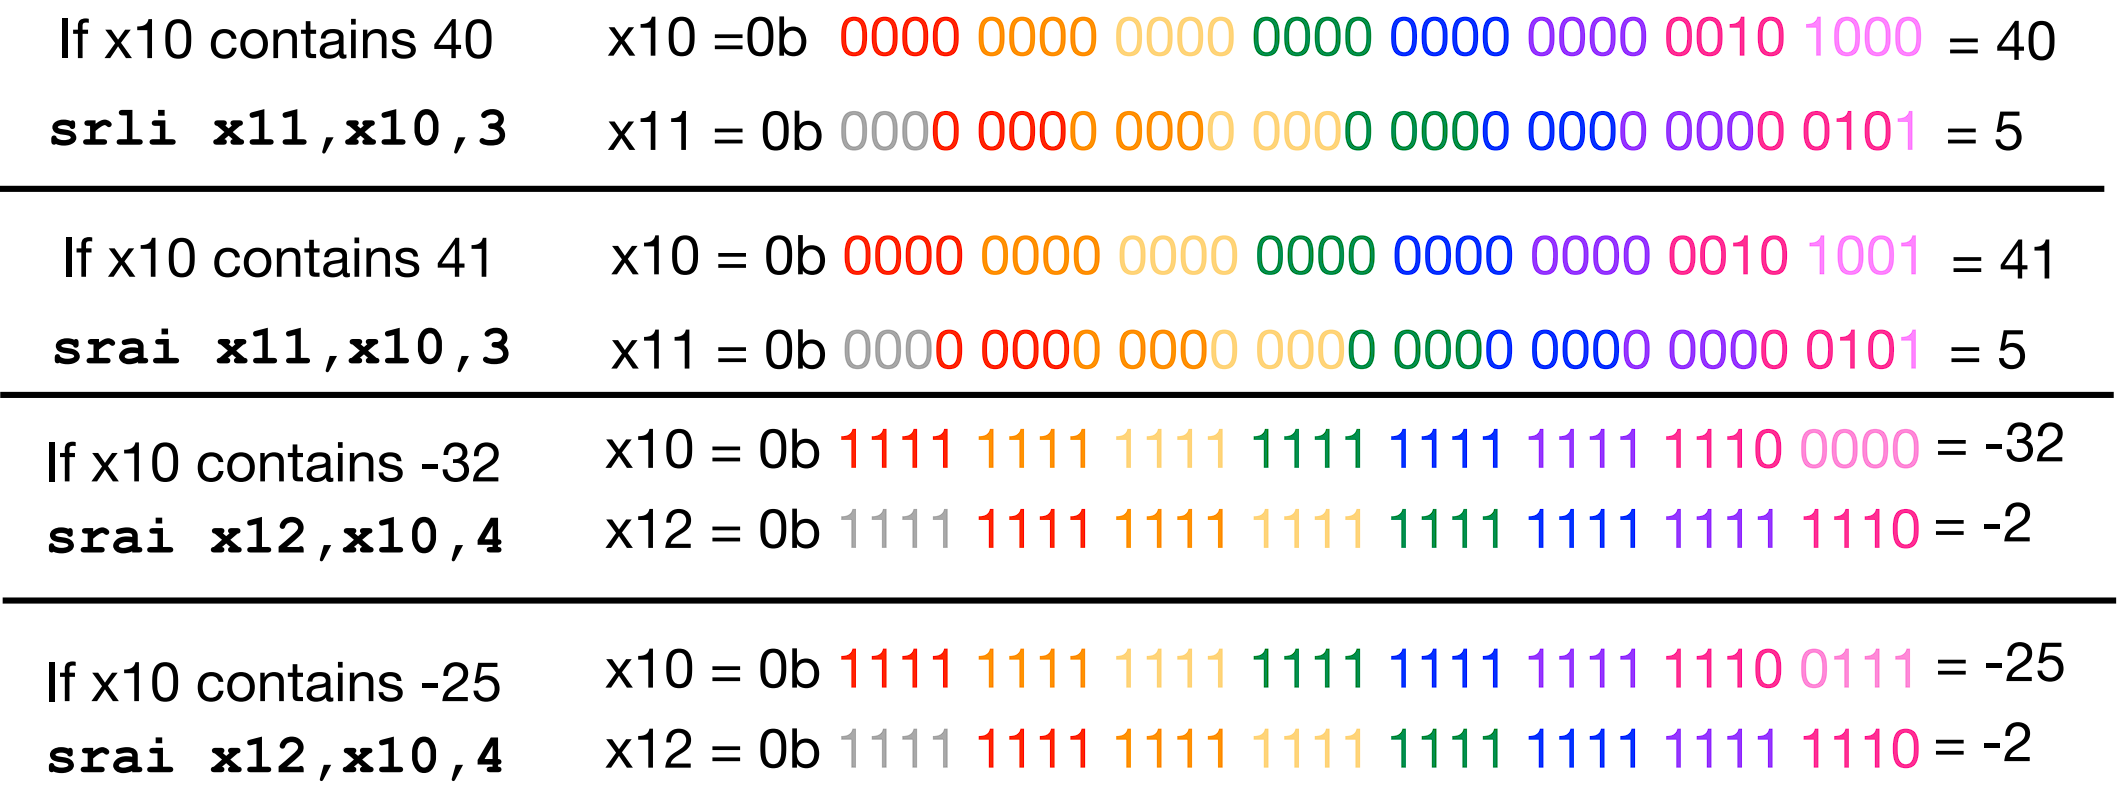 If x10 contains 40 x10 =0b 0000 0000 0000 0000 0000 0000 0010 1000 = 40
srli x11,x10,3 x11 = 0b 0000 0000 0000 0000 0000 0000 0000 0101 = 5
If x10 contains 41 x10 = 0b 0000 0000 0000 0000 0000 0000 0010 1001 = 41
srai x11,x10,3 x11 = 0b 0000 0000 0000 0000 0000 0000 0000 0101 = 5
If x10 contains -32 x10 = 0b 1111 1111 1111 1111 1111 1111 1110 0000 = -32
srai x12,x10,4 x12 = 0b 1111 1111 1111 1111 1111 1111 1111 1110 = -2
If x10 contains -25 x10 = 0b 1111 1111 1111 1111 1111 1111 1110 0111 = -25
srai x12,x10,4 x12 = 0b 1111 1111 1111 1111 1111 1111 1111 1110 = -2